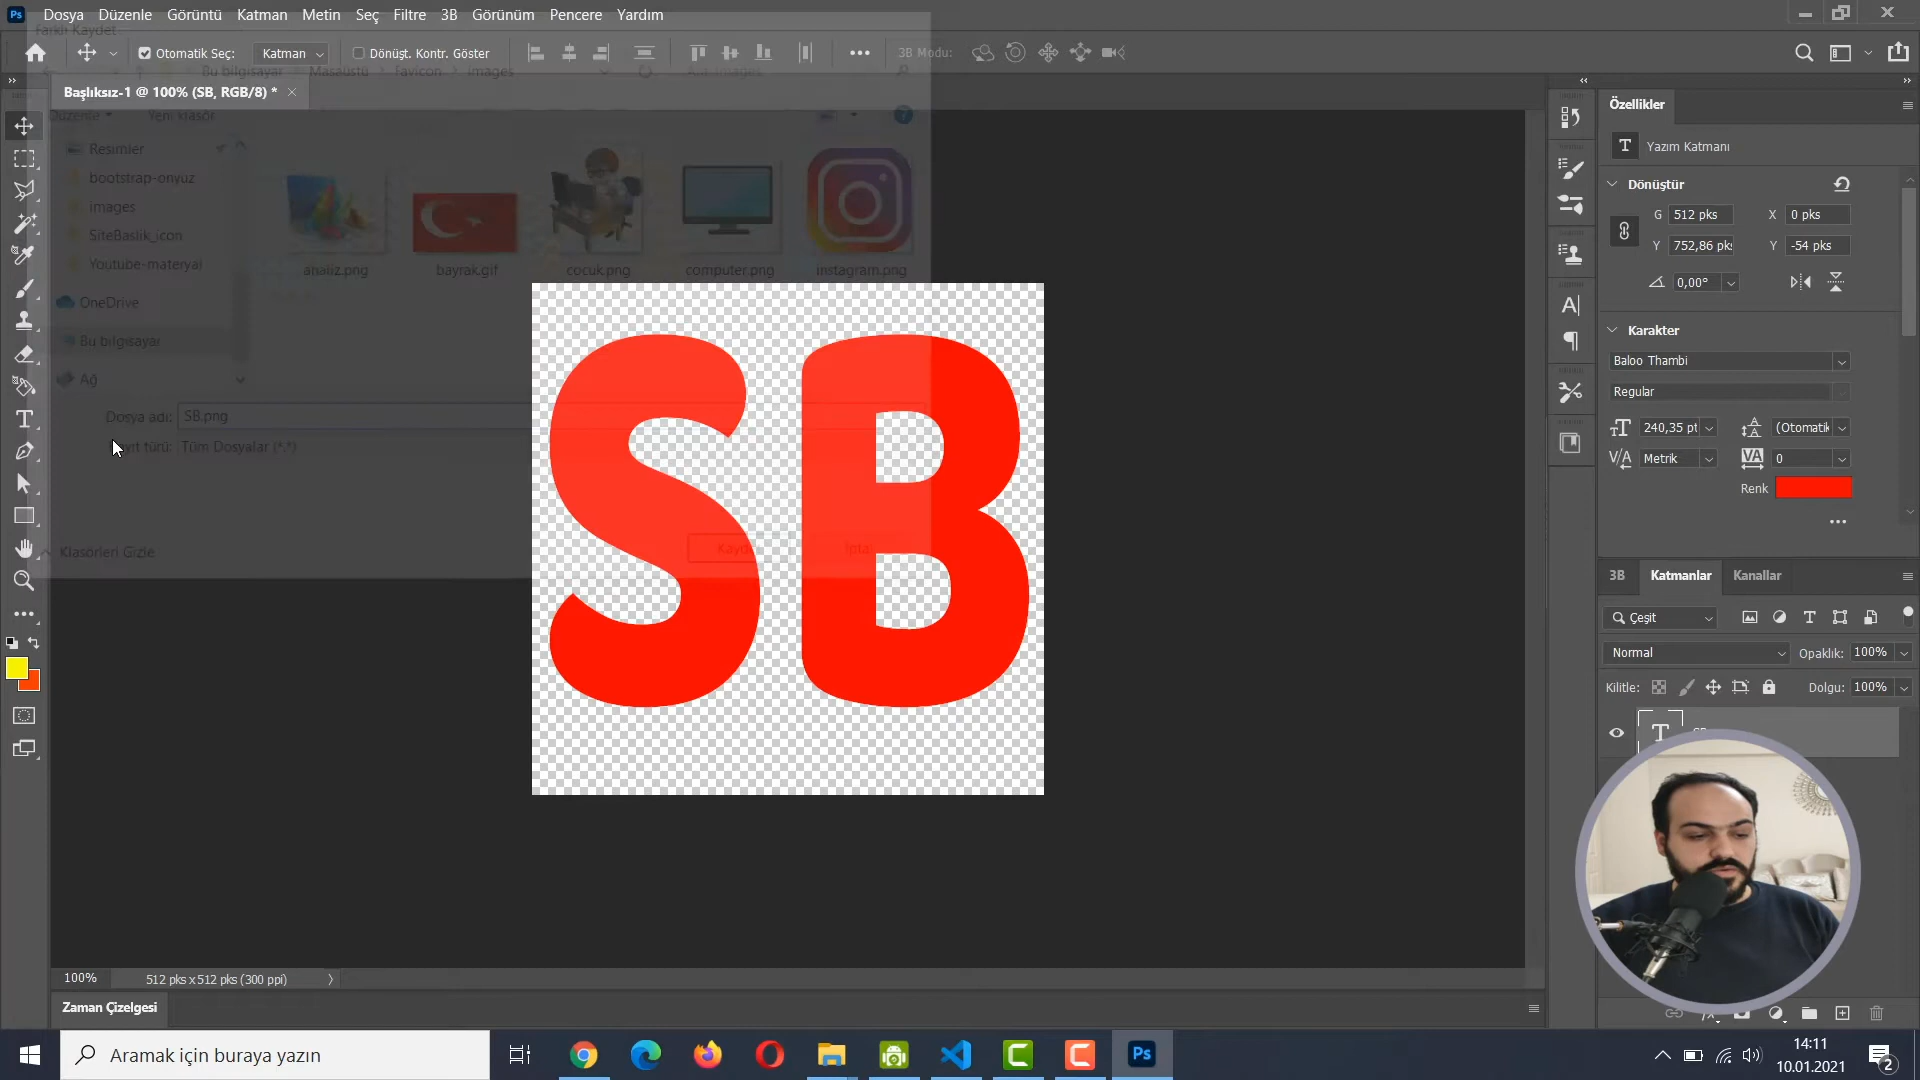 Ps Dosya Düzenle Görüntü Katman Metin Seç Filtre 3B Görünüm Pencere Yardım
Farklı Kaydet
Otomatik Seç: Katman Dönüşt. Kontr. Göster 3B Modu:
Bu bilgisayar Masaüstü Favicon images
Başlıksız-1 @ 100% (SB, RGB/8) *
Düzenle Yeni klasör
Resimler
bootstrap-onyuz
images
SiteBaslik_icon
Youtube-materyal
OneDrive
Bu bilgisayar
Ağ
analiz.png bayrak.gif cocuk.png computer.png instagram.png
Dosya adı: SB.png
Kayıt türü: Tüm Dosyalar (*.*)
Klasörleri Gizle
SB
Özellikler
Yazım Katmanı
Dönüştür
G 512 pks X 0 pks
Y 752,86 pks Y -54 pks
0,00°
Karakter
Baloo Thambi
Regular
240,35 pt (Otomatik
Metrik 0
Renk
3B Katmanlar Kanallar
Çeşit
Normal Opaklık: 100%
Kilitle: Dolgu: 100%
100% 512 pks x 512 pks (300 ppi)
Zaman Çizelgesi
Aramak için buraya yazın
Ps
14:11
10.01.2021
2